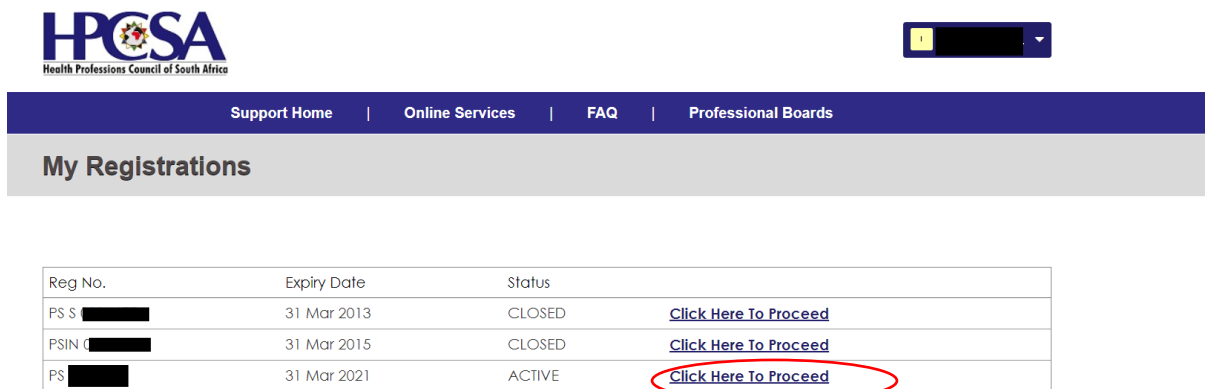 HPCSA
Health Professions Council of South Africa
Support Home | Online Services | FAQ | Professional Boards
My Registrations
Reg No. Expiry Date Status
PS S 31 Mar 2013 CLOSED Click Here To Proceed
PSIN 31 Mar 2015 CLOSED Click Here To Proceed
PS 31 Mar 2021 ACTIVE Click Here To Proceed